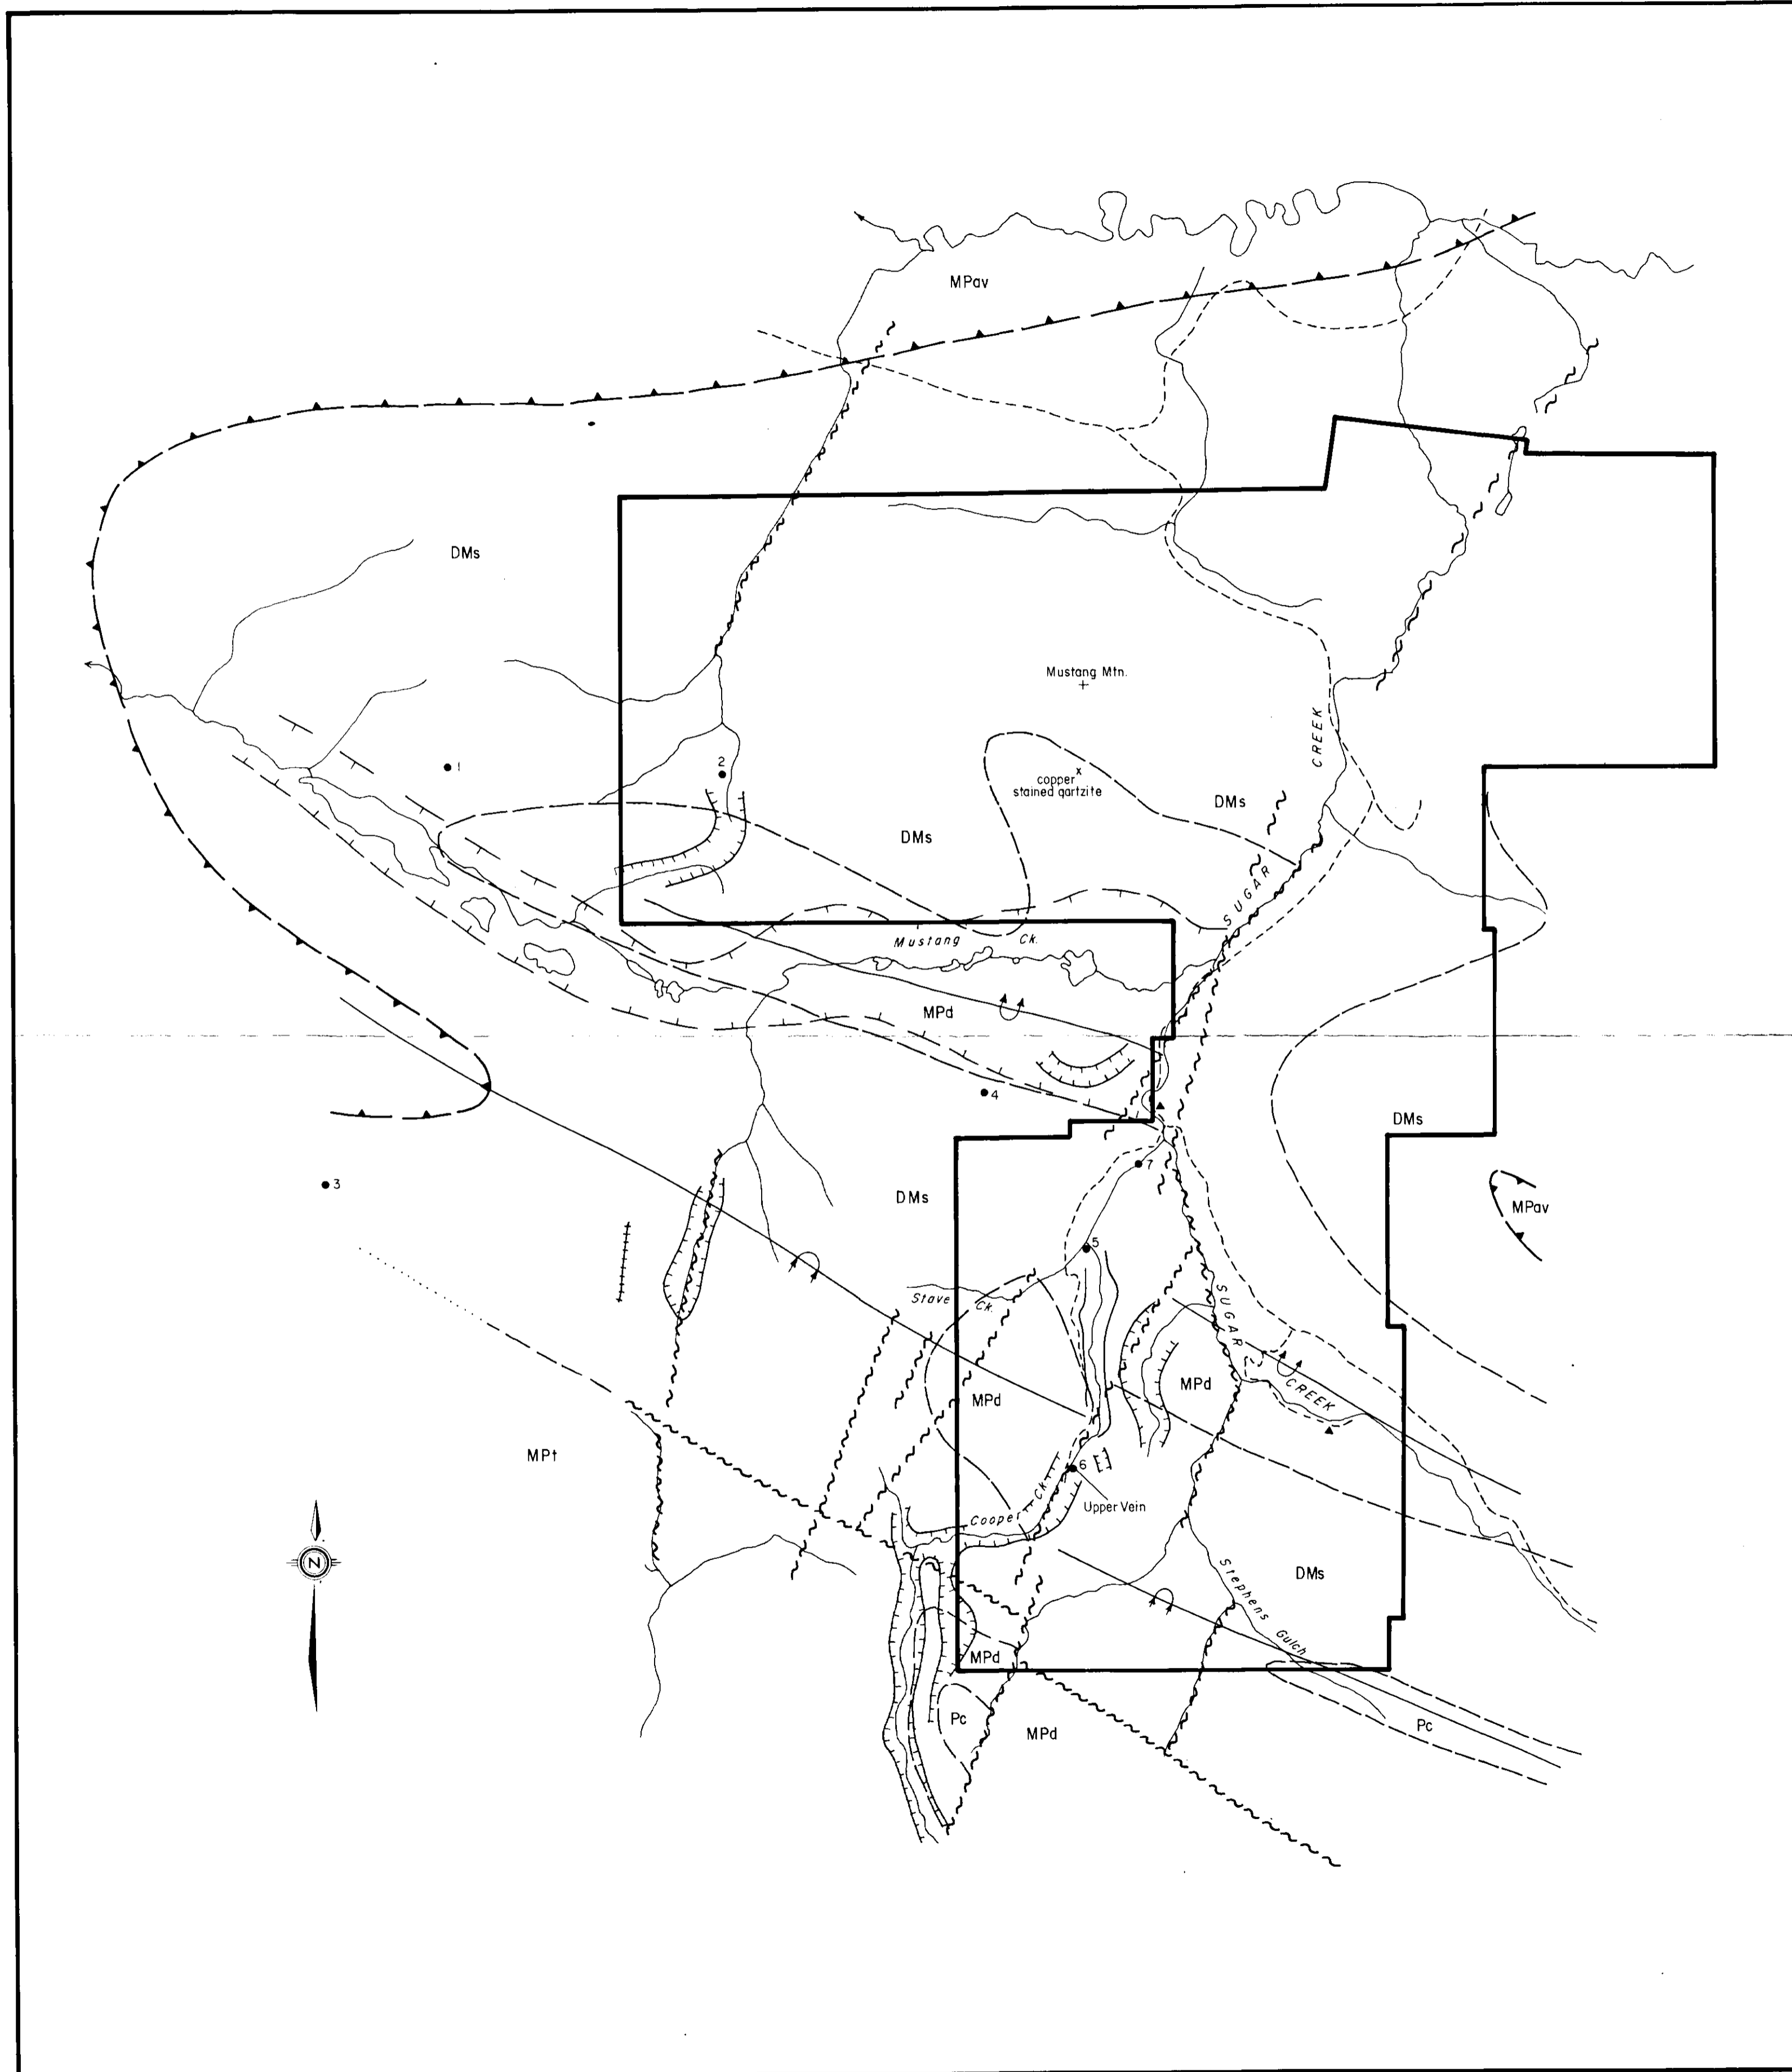 MPav
DMs
Mustang Mtn.
CREEK
1
2
copper
stained qartzite
DMs
DMs
SUGAR
Mustang Ck.
MPd
4
DMs
3
7
DMs
MPav
5
Stave Ck.
SUGAR
CREEK
MPd
MPd
MPt
6
Upper Vein
Cooper Ck.
N
Stephens Gulch
DMs
MPd
Pc
MPd
Pc